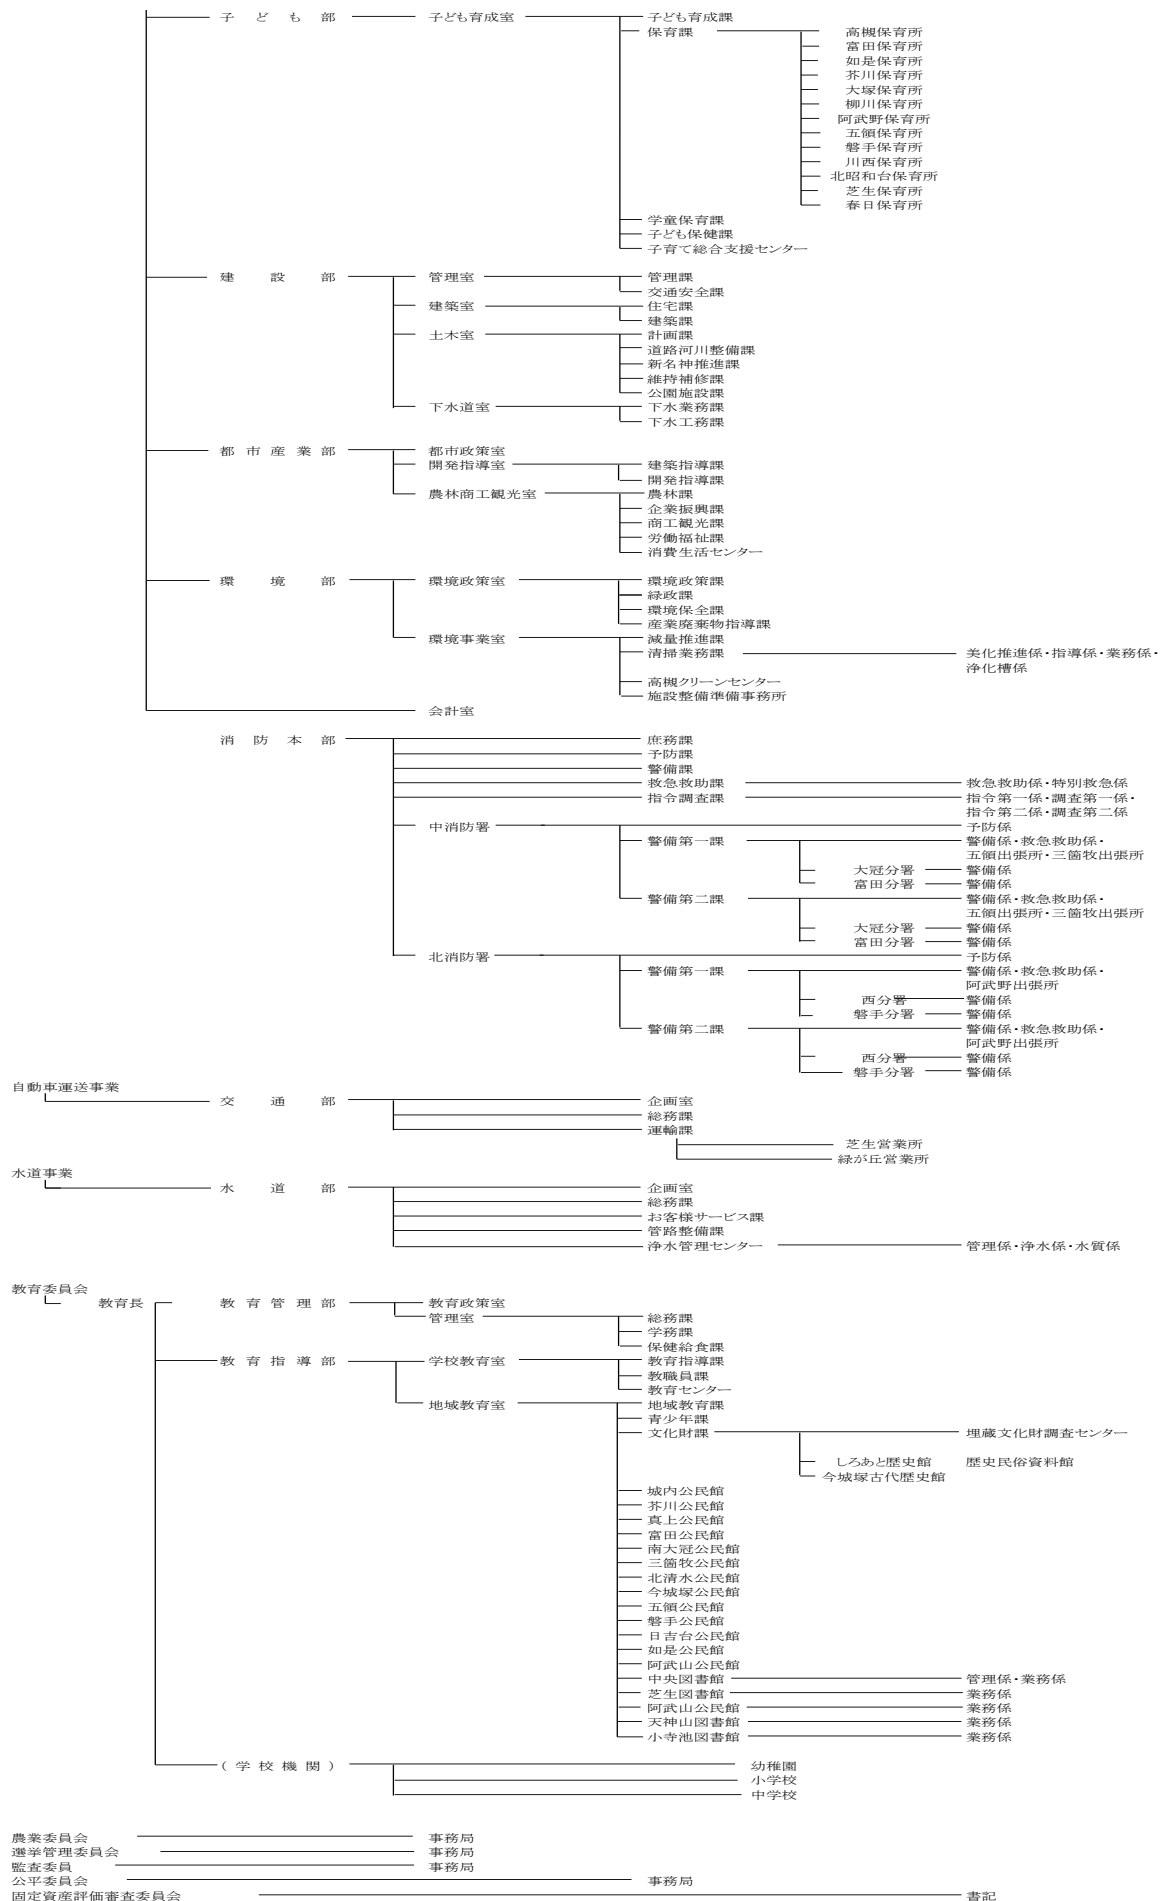 子ども部 子ども育成室 子ども育成課
保育課 高槻保育所
富田保育所
如是保育所
芥川保育所
大塚保育所
柳川保育所
阿武野保育所
五領保育所
磐手保育所
川西保育所
北昭和台保育所
芝生保育所
春日保育所
学童保育課
子ども保健課
子育て総合支援センター
建設部 管理室 管理課
交通安全課
建築室 住宅課
建築課
土木室 計画課
道路河川整備課
新名神推進課
維持補修課
公園施設課
下水道室 下水業務課
下水工務課
都市産業部 都市政策室
開発指導室 建築指導課
開発指導課
農林商工観光室 農林課
企業振興課
商工観光課
労働福祉課
消費生活センター
環境部 環境政策室 環境政策課
緑政課
環境保全課
産業廃棄物指導課
環境事業室 減量推進課
清掃業務課 美化推進係・指導係・業務係・
浄化槽係
高槻クリーンセンター
施設整備準備事務所
会計室
消防本部 庶務課
予防課
警備課
救急救助課 救急救助係・特別救急係
指令調査課 指令第一係・調査第一係・
指令第二係・調査第二係
中消防署 予防係
警備第一課 警備係・救急救助係・
五領出張所・三箇牧出張所
大冠分署 警備係
富田分署 警備係
警備第二課 警備係・救急救助係・
五領出張所・三箇牧出張所
大冠分署 警備係
富田分署 警備係
北消防署 予防係
警備第一課 警備係・救急救助係・
阿武野出張所
西分署 警備係
磐手分署 警備係
警備第二課 警備係・救急救助係・
阿武野出張所
西分署 警備係
磐手分署 警備係
自動車運送事業
交通部 企画室
総務課
運輸課
芝生営業所
緑が丘営業所
水道事業
水道部 企画室
総務課
お客様サービス課
管路整備課
浄水管理センター 管理係・浄水係・水質係
教育委員会
教育長 教育管理部 教育政策室
管理室 総務課
学務課
保健給食課
教育指導部 学校教育室 教育指導課
教職員課
教育センター
地域教育室 地域教育課
青少年課
文化財課 埋蔵文化財調査センター
しろあと歴史館 歴史民俗資料館
今城塚古代歴史館
城内公民館
芥川公民館
真上公民館
富田公民館
南大冠公民館
三箇牧公民館
北清水公民館
今城塚公民館
五領公民館
磐手公民館
日吉台公民館
如是公民館
阿武山公民館
中央図書館 管理係・業務係
芝生図書館 業務係
阿武山公民館 業務係
天神山図書館 業務係
小寺池図書館 業務係
(学校機関) 幼稚園
小学校
中学校
農業委員会 事務局
選挙管理委員会 事務局
監査委員 事務局
公平委員会 事務局
固定資産評価審査委員会 書記